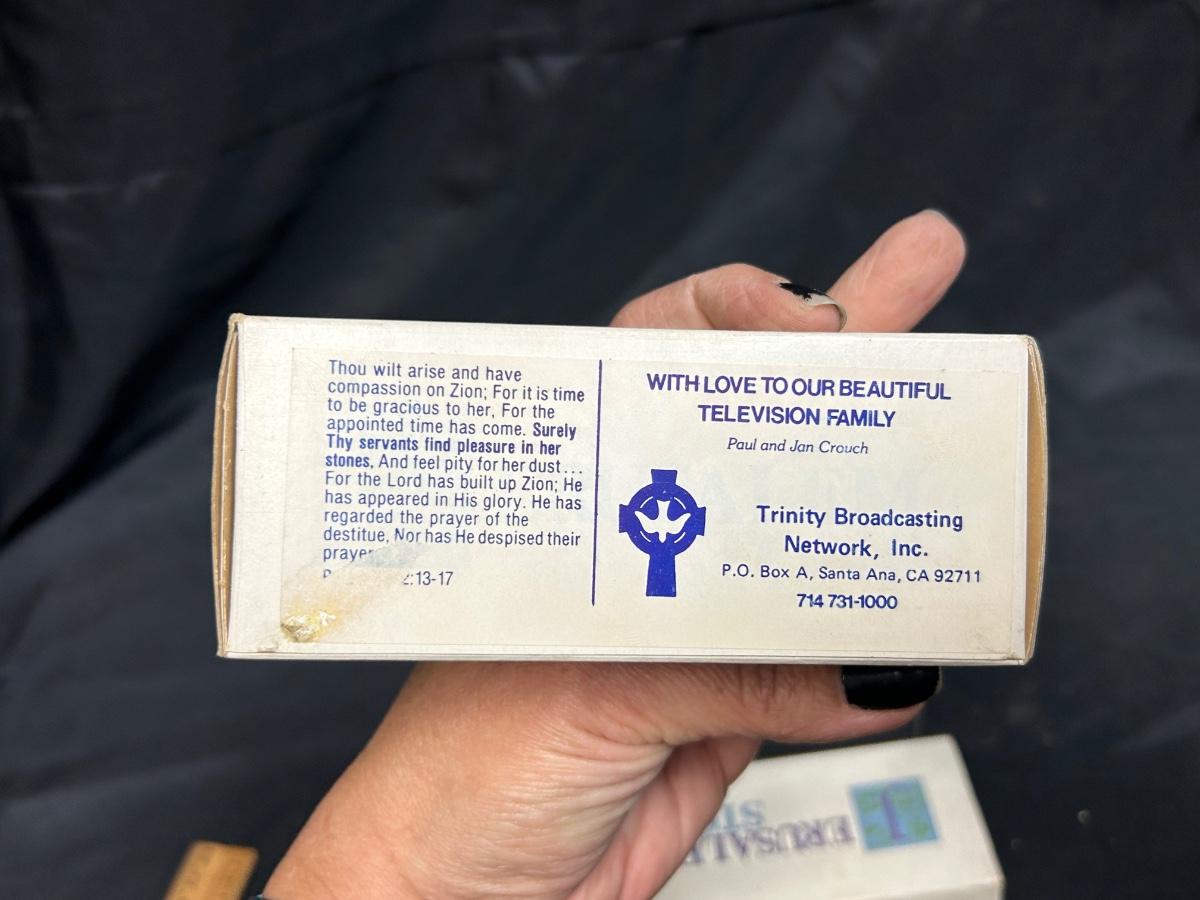 Thou wilt arise and have
compassion on Zion; For it is time
to be gracious to her, For the
appointed time has come. Surely
Thy servants find pleasure in her
stones, And feel pity for her dust...
For the Lord has built up Zion; He
has appeared in His glory. He has
regarded the prayer of the
destitue, Nor has He despised their
prayer
2:13-17
WITH LOVE TO OUR BEAUTIFUL
TELEVISION FAMILY
Paul and Jan Crouch
Trinity Broadcasting
Network, Inc.
P.O. Box A, Santa Ana, CA 92711
714 731-1000